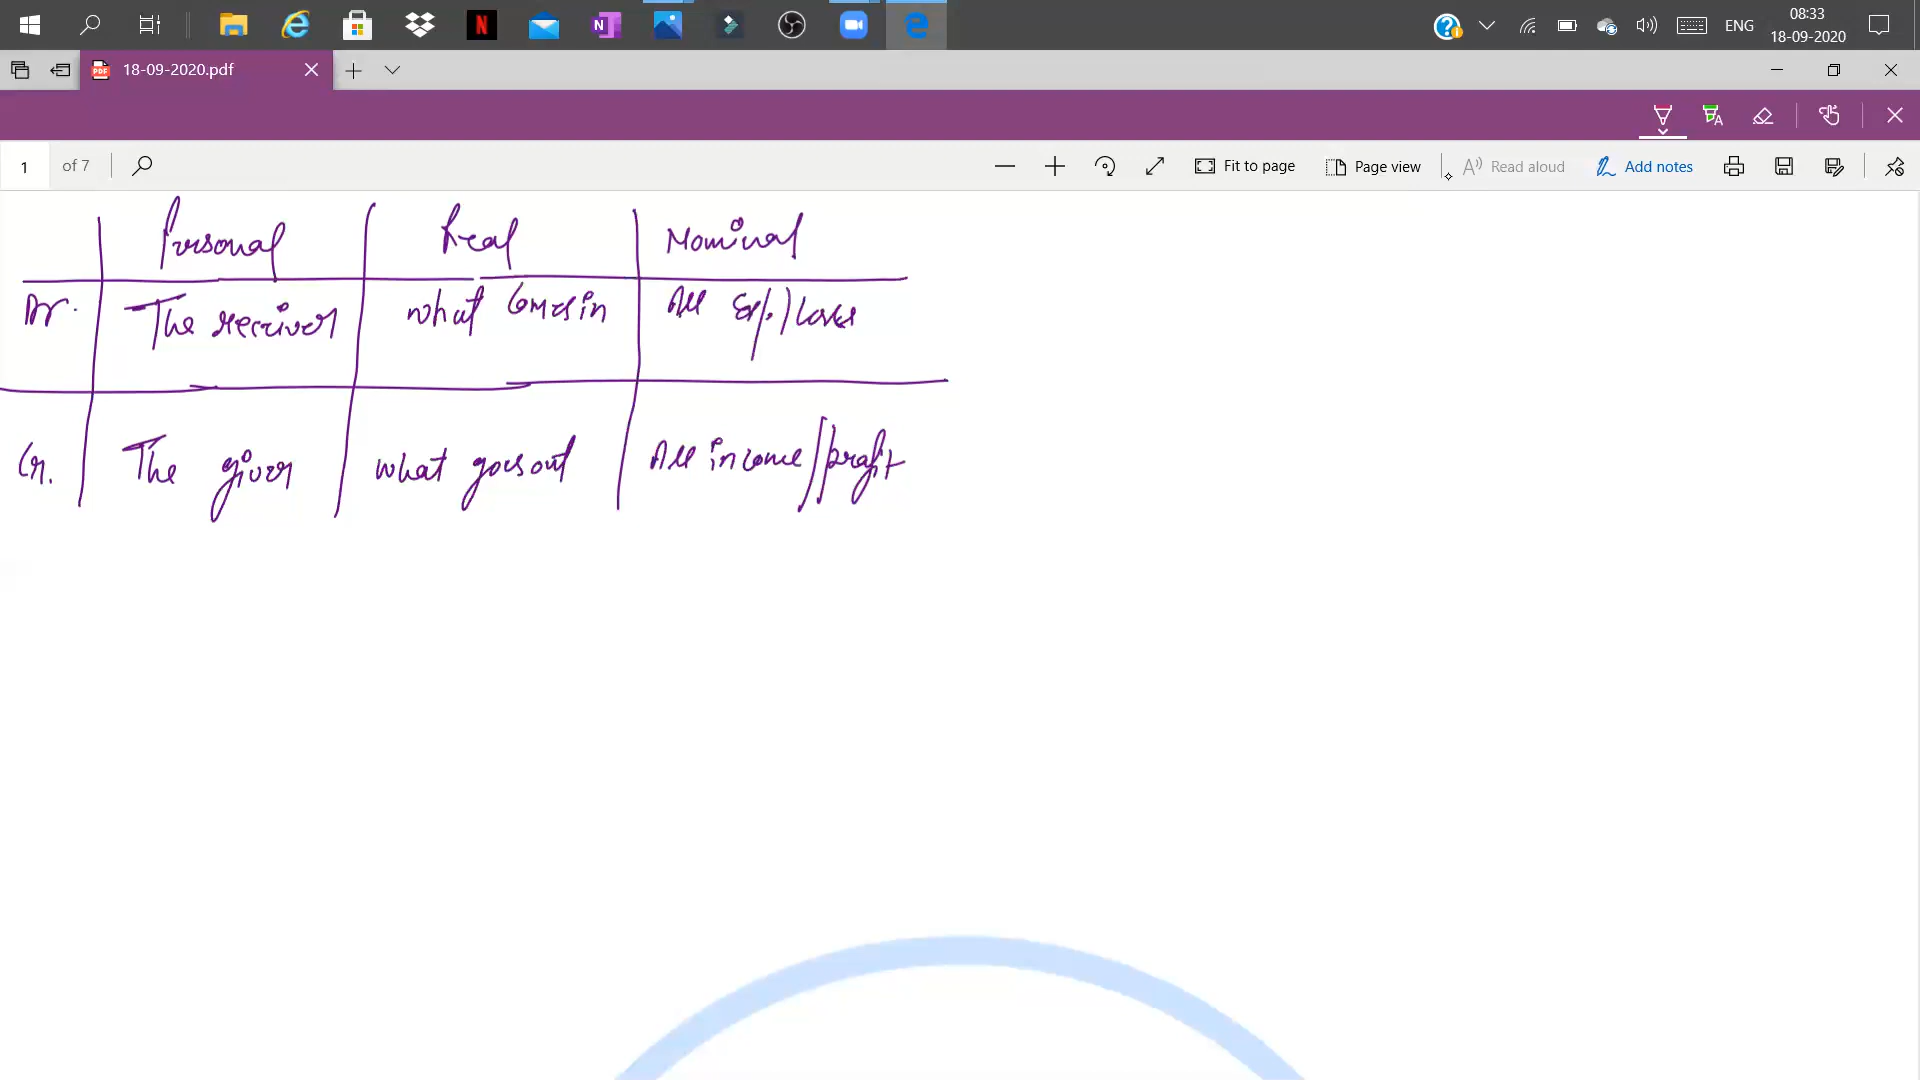 08:33
ENG
18-09-2020
18-09-2020.pdf
1 of 7
Fit to page
Page view
Read aloud
Add notes
Personal Real Nominal
Dr. The receiver what comes in All Exp./Losses
Cr. The giver what goes out All income//profit